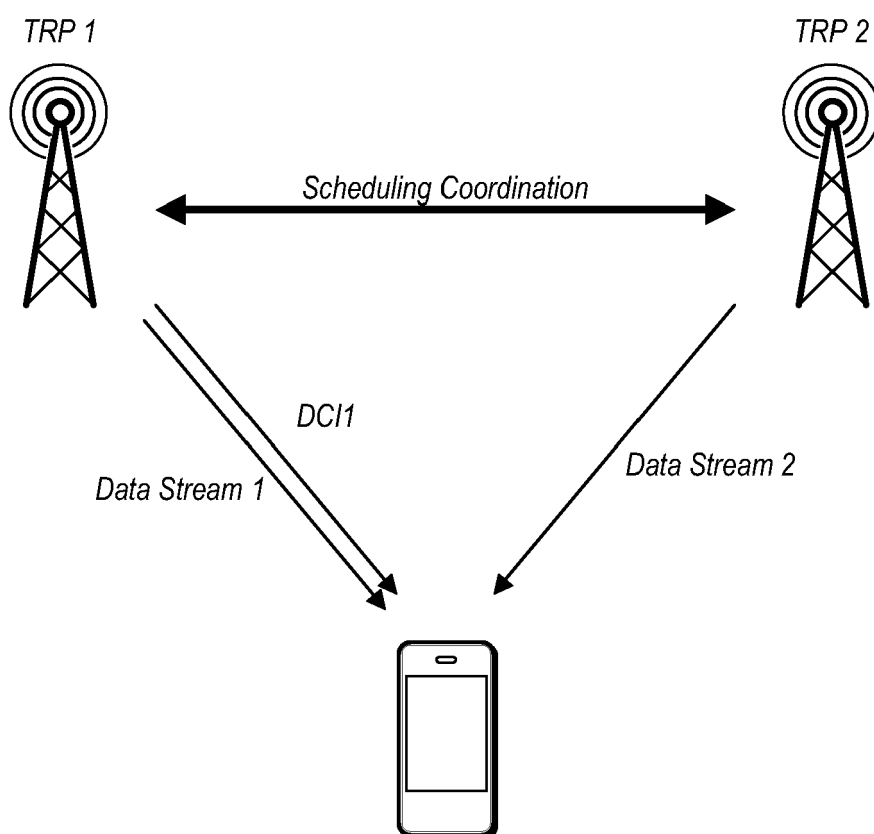 TRP 1
TRP 2
Scheduling Coordination
DCI1
Data Stream 1
Data Stream 2